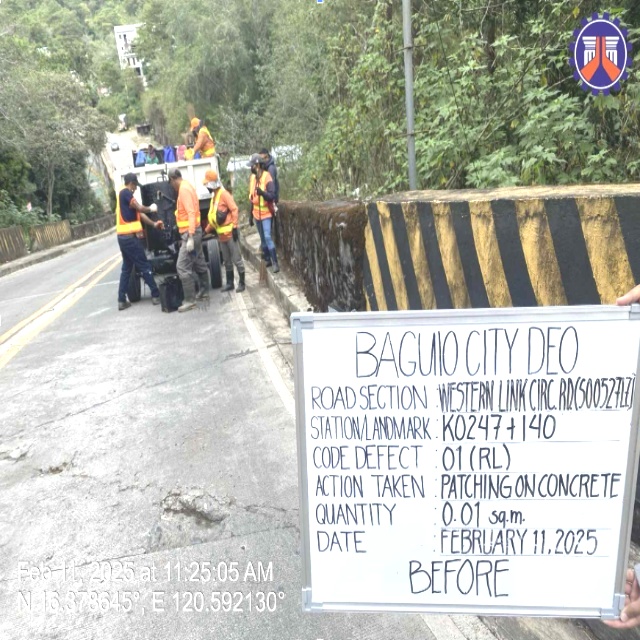 BAGUIO CITY DEO
ROAD SECTION : WESTERN LINK CIRC. RD(S00527LZ)
STATION/LANDMARK : K0247+140
CODE DEFECT : 01 (RL)
ACTION TAKEN : PATCHING ON CONCRETE
QUANTITY : 0.01 sq.m.
DATE : FEBRUARY 11, 2025
BEFORE
Feb 11, 2025 at 11:25:05 AM
N 16.378645°, E 120.592130°